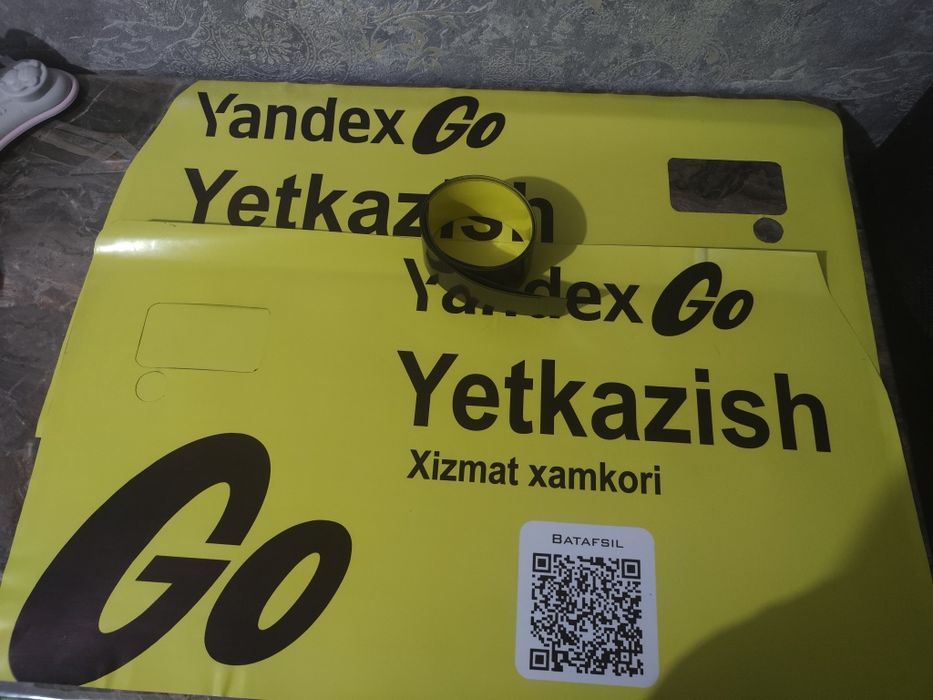 Yandex Go
Yetkazish
Yandex Go
Yetkazish
Xizmat xamkori
Go
BATAFSIL